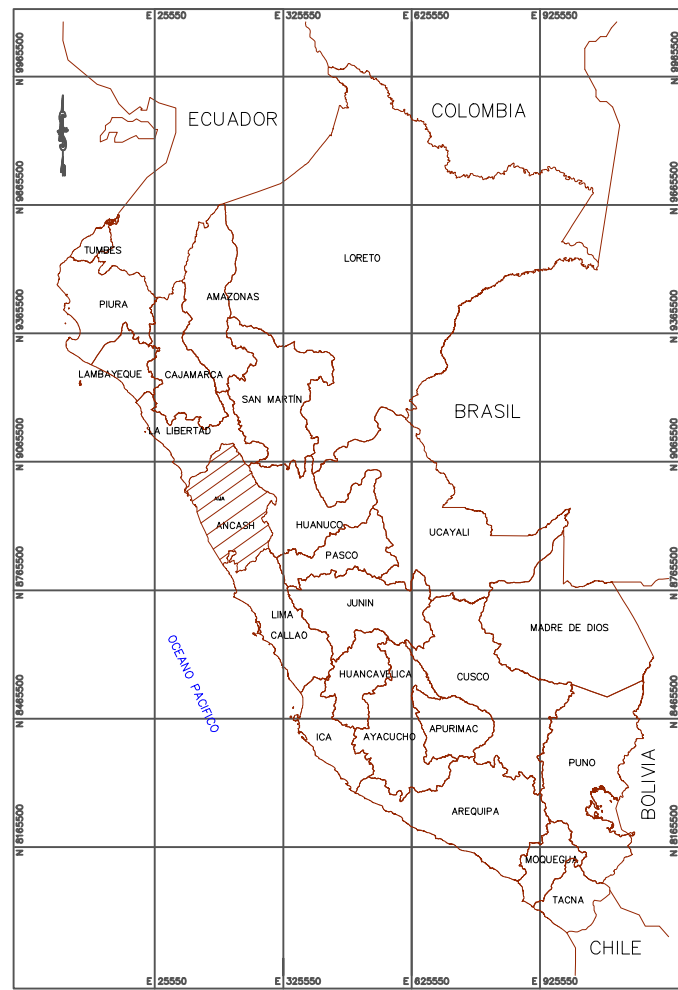 E 25550
E 325550
E 625550
E 925550
N 9965500
N 9965500
ECUADOR
COLOMBIA
N 9665500
N 9665500
TUMBES
LORETO
PIURA
AMAZONAS
N 9365500
N 9365500
LAMBAYEQUE
CAJAMARCA
SAN MARTÍN
BRASIL
LA LIBERTAD
N 9065500
N 9065500
ANCASH
HUANUCO
UCAYALI
PASCO
N 8765500
N 8765500
JUNIN
LIMA
CALLAO
MADRE DE DIOS
OCEANO PACIFICO
HUANCAVELICA
CUSCO
N 8465500
N 8465500
ICA
AYACUCHO
APURIMAC
PUNO
BOLIVIA
AREQUIPA
N 8165500
N 8165500
MOQUEGUA
TACNA
CHILE
E 25550
E 325550
E 625550
E 925550